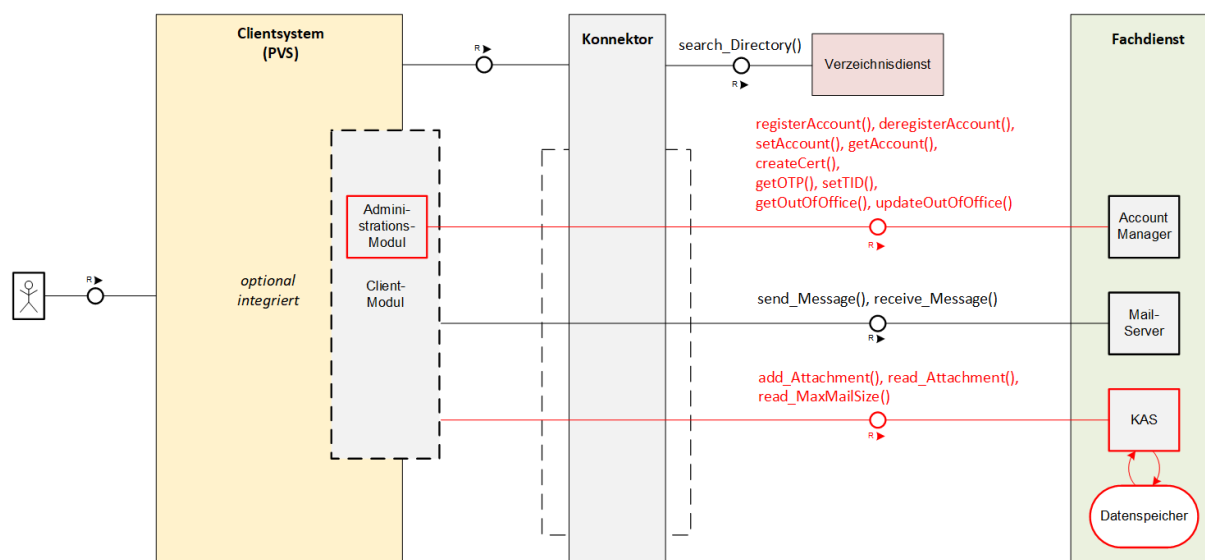 Clientsystem
(PVS)
Konnektor
Fachdienst
R
search_Directory()
R
Verzeichnisdienst
registerAccount(), deregisterAccount(),
setAccount(), getAccount(),
createCert(),
getOTP(), setTID(),
getOutOfOffice(), updateOutOfOffice()
R
Admini-
strations-
Modul
Account
Manager
R
optional
integriert
Client-
Modul
send_Message(), receive_Message()
R
Mail-
Server
add_Attachment(), read_Attachment(),
read_MaxMailSize()
R
KAS
Datenspeicher